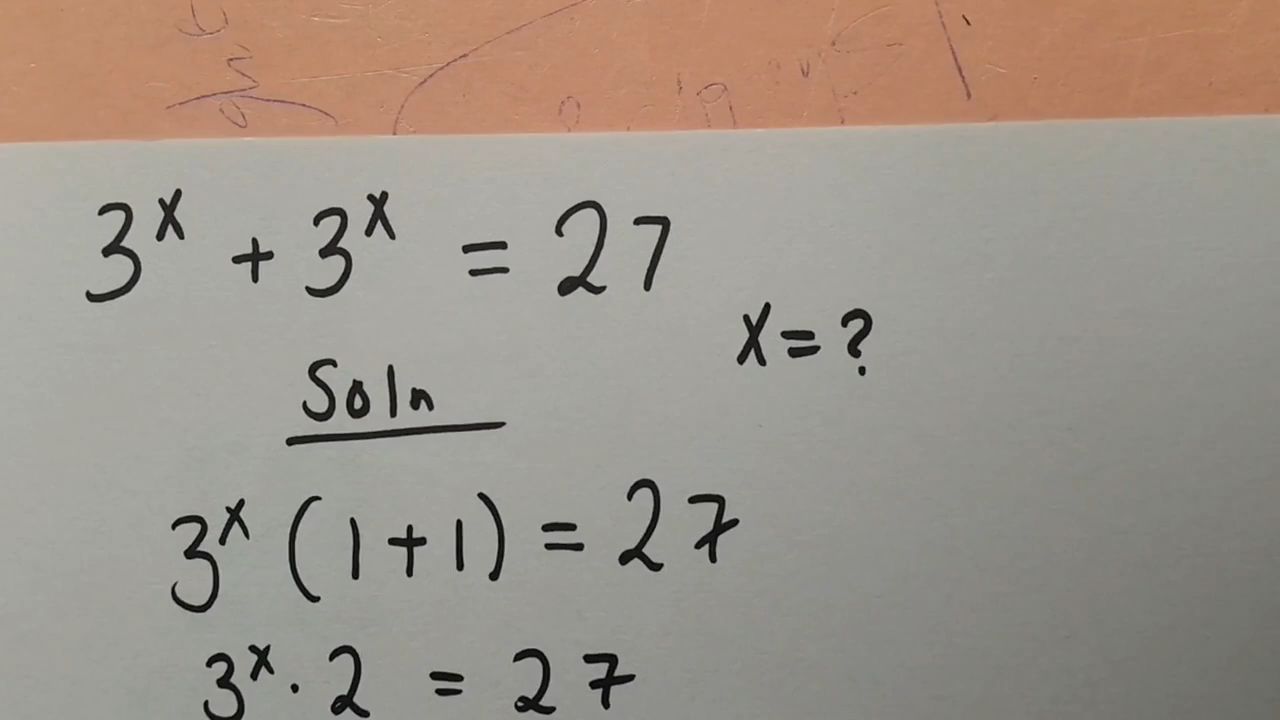 3^x + 3^x = 27
x = ?
Soln
3^x (1 + 1) = 27
3^x · 2 = 27